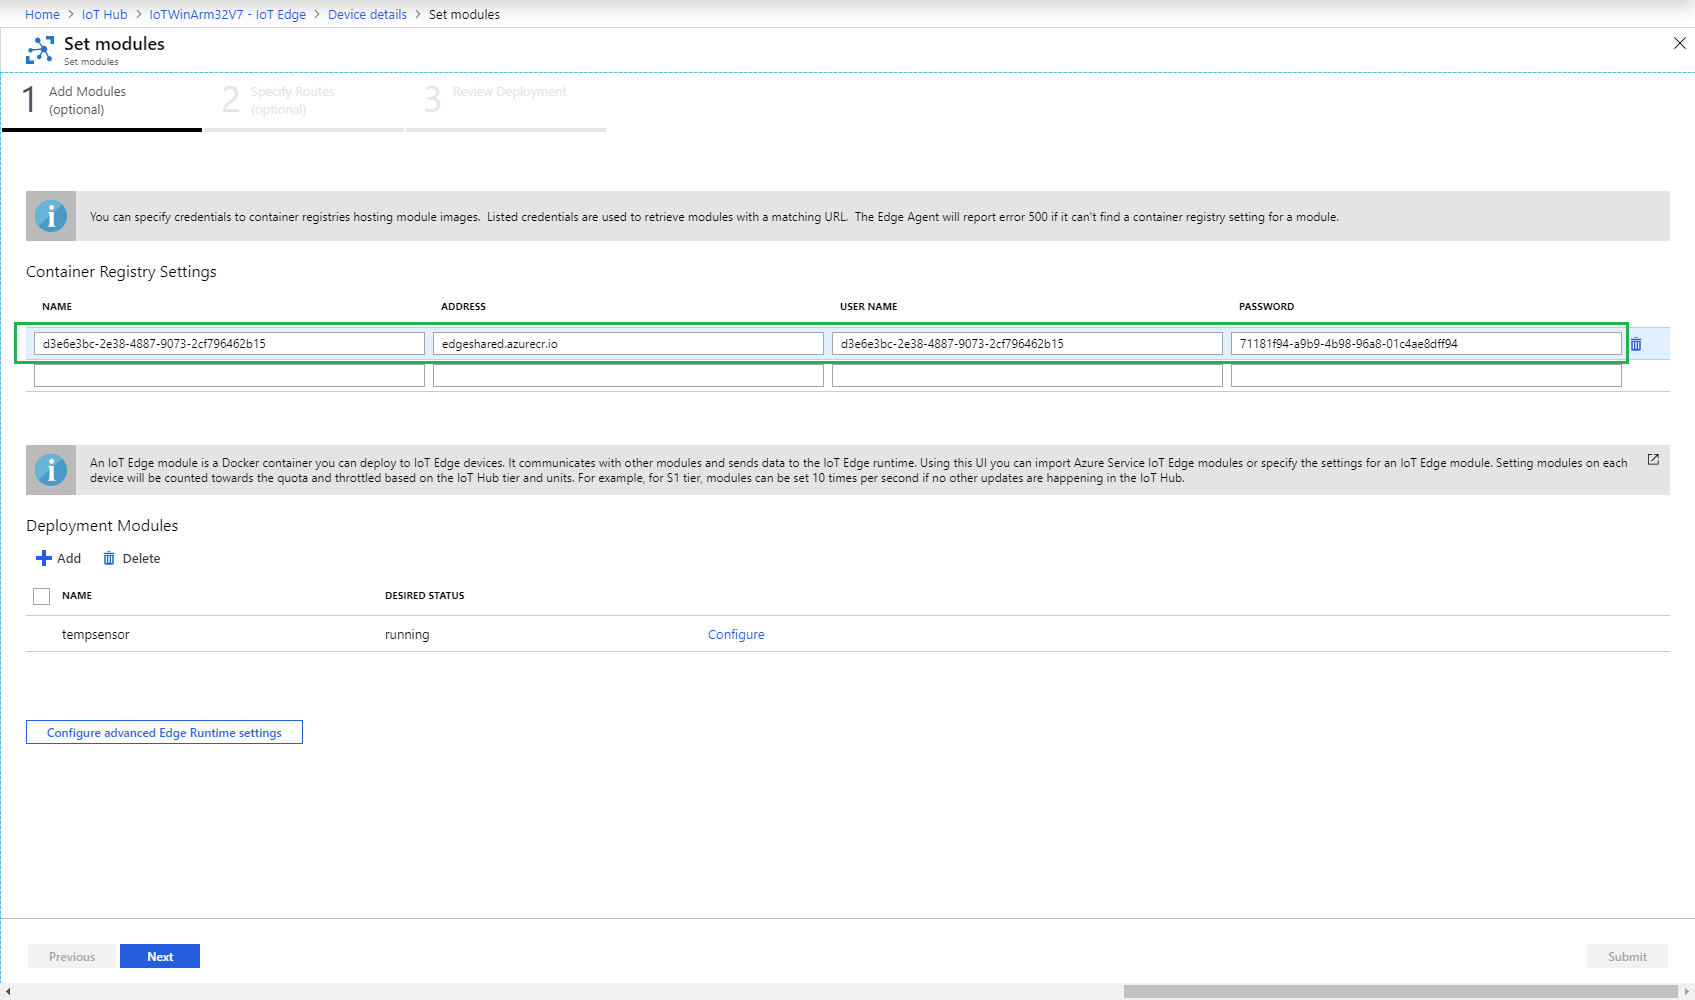 Home > IoT Hub > IoTWinArm32V7 - IoT Edge > Device details > Set modules
Set modules
Set modules
1 Add Modules
(optional)
2 Specify Routes
(optional)
3 Review Deployment
You can specify credentials to container registries hosting module images. Listed credentials are used to retrieve modules with a matching URL. The Edge Agent will report error 500 if it can't find a container registry setting for a module.
Container Registry Settings
NAME ADDRESS USER NAME PASSWORD
d3e6e3bc-2e38-4887-9073-2cf796462b15 edgeshared.azurecr.io d3e6e3bc-2e38-4887-9073-2cf796462b15 71181f94-a9b9-4b98-96a8-01c4ae8dff94
An IoT Edge module is a Docker container you can deploy to IoT Edge devices. It communicates with other modules and sends data to the IoT Edge runtime. Using this UI you can import Azure Service IoT Edge modules or specify the settings for an IoT Edge module. Setting modules on each
device will be counted towards the quota and throttled based on the IoT Hub tier and units. For example, for S1 tier, modules can be set 10 times per second if no other updates are happening in the IoT Hub.
Deployment Modules
Add Delete
NAME DESIRED STATUS
tempsensor running Configure
Configure advanced Edge Runtime settings
Previous Next Submit